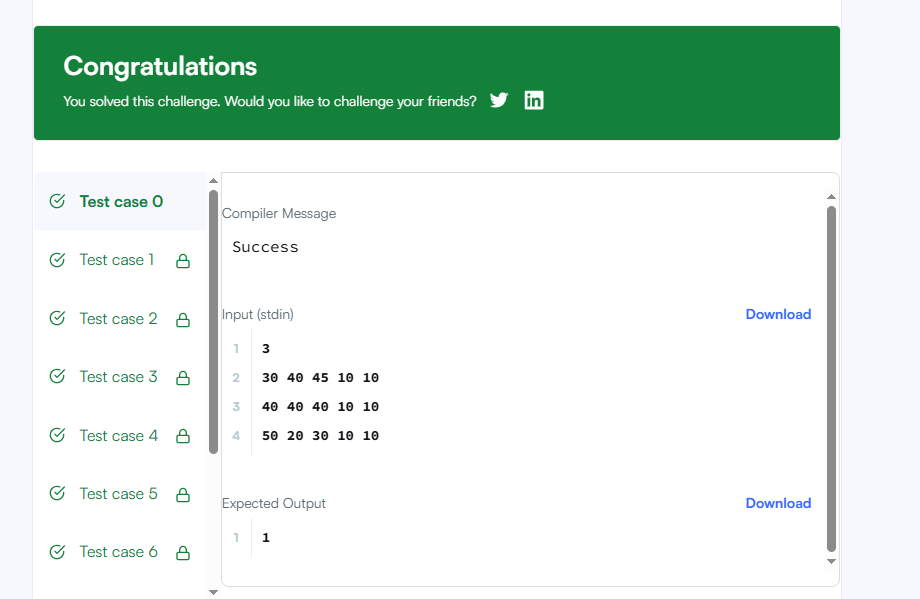 Congratulations
You solved this challenge. Would you like to challenge your friends?
Test case 0
Test case 1
Test case 2
Test case 3
Test case 4
Test case 5
Test case 6
Compiler Message
Success
Input (stdin)
Download
1 3
2 30 40 45 10 10
3 40 40 40 10 10
4 50 20 30 10 10
Expected Output
Download
1 1